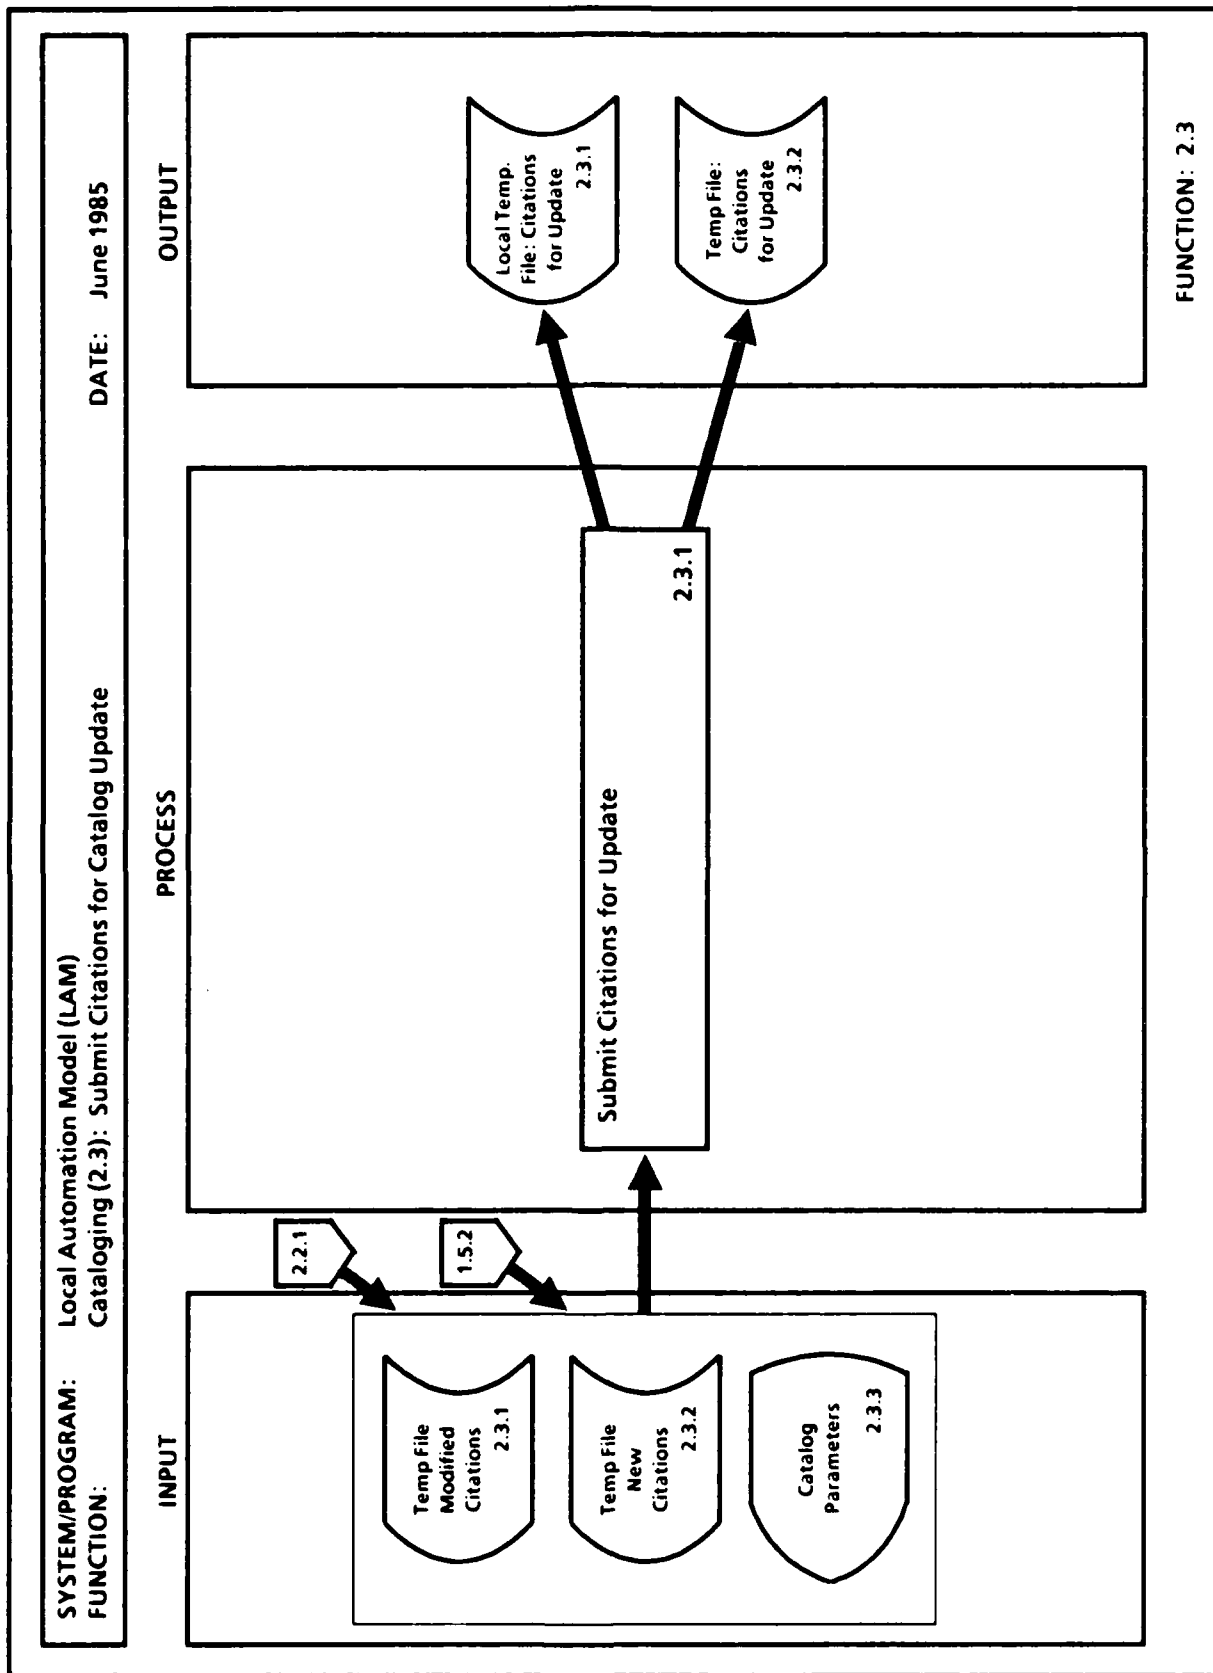 SYSTEM/PROGRAM: Local Automation Model (LAM)
FUNCTION: Cataloging (2.3): Submit Citations for Catalog Update DATE: June 1985
INPUT
PROCESS
OUTPUT
2.2.1
1.5.2
Temp File
Modified
Citations
2.3.1
Temp File
New
Citations
2.3.2
Catalog
Parameters
2.3.3
Submit Citations for Update
2.3.1
Local Temp.
File: Citations
for Update
2.3.1
Temp File:
Citations
for Update
2.3.2
FUNCTION: 2.3